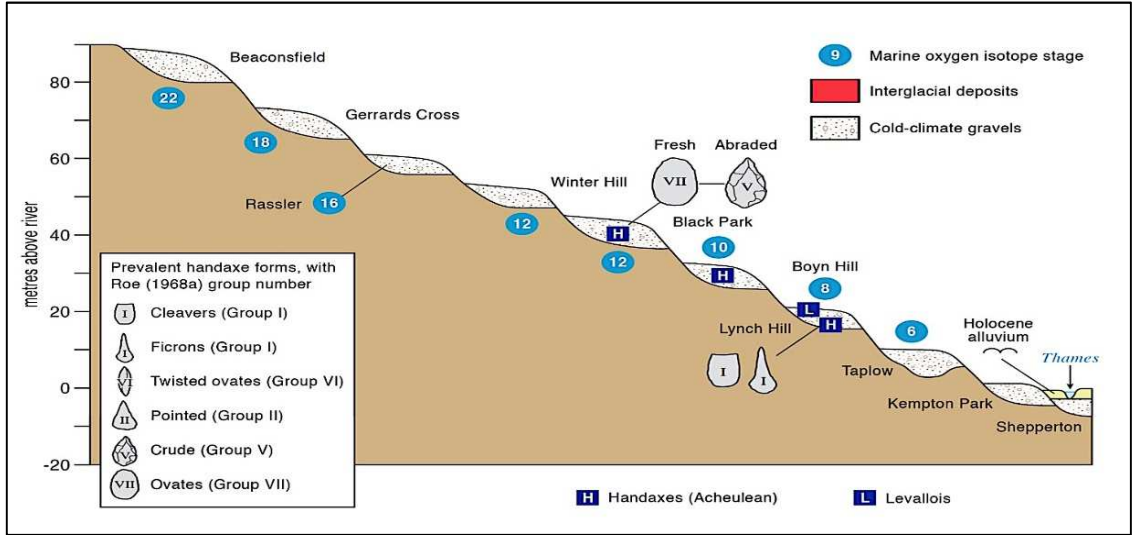 metres above river
80
60
40
20
0
-20
Beaconsfield
22
Gerrards Cross
18
Rassler
16
Winter Hill
12
Fresh
Abraded
VII
V
Black Park
H
12
10
H
Boyn Hill
8
L
H
Lynch Hill
I
I
6
Taplow
Holocene
alluvium
Thames
Kempton Park
Shepperton
9
Marine oxygen isotope stage
Interglacial deposits
Cold-climate gravels
Prevalent handaxe forms, with
Roe (1968a) group number
I
Cleavers (Group I)
I
Ficrons (Group I)
VI
Twisted ovates (Group VI)
II
Pointed (Group II)
V
Crude (Group V)
VII
Ovates (Group VII)
H
Handaxes (Acheulean)
L
Levallois